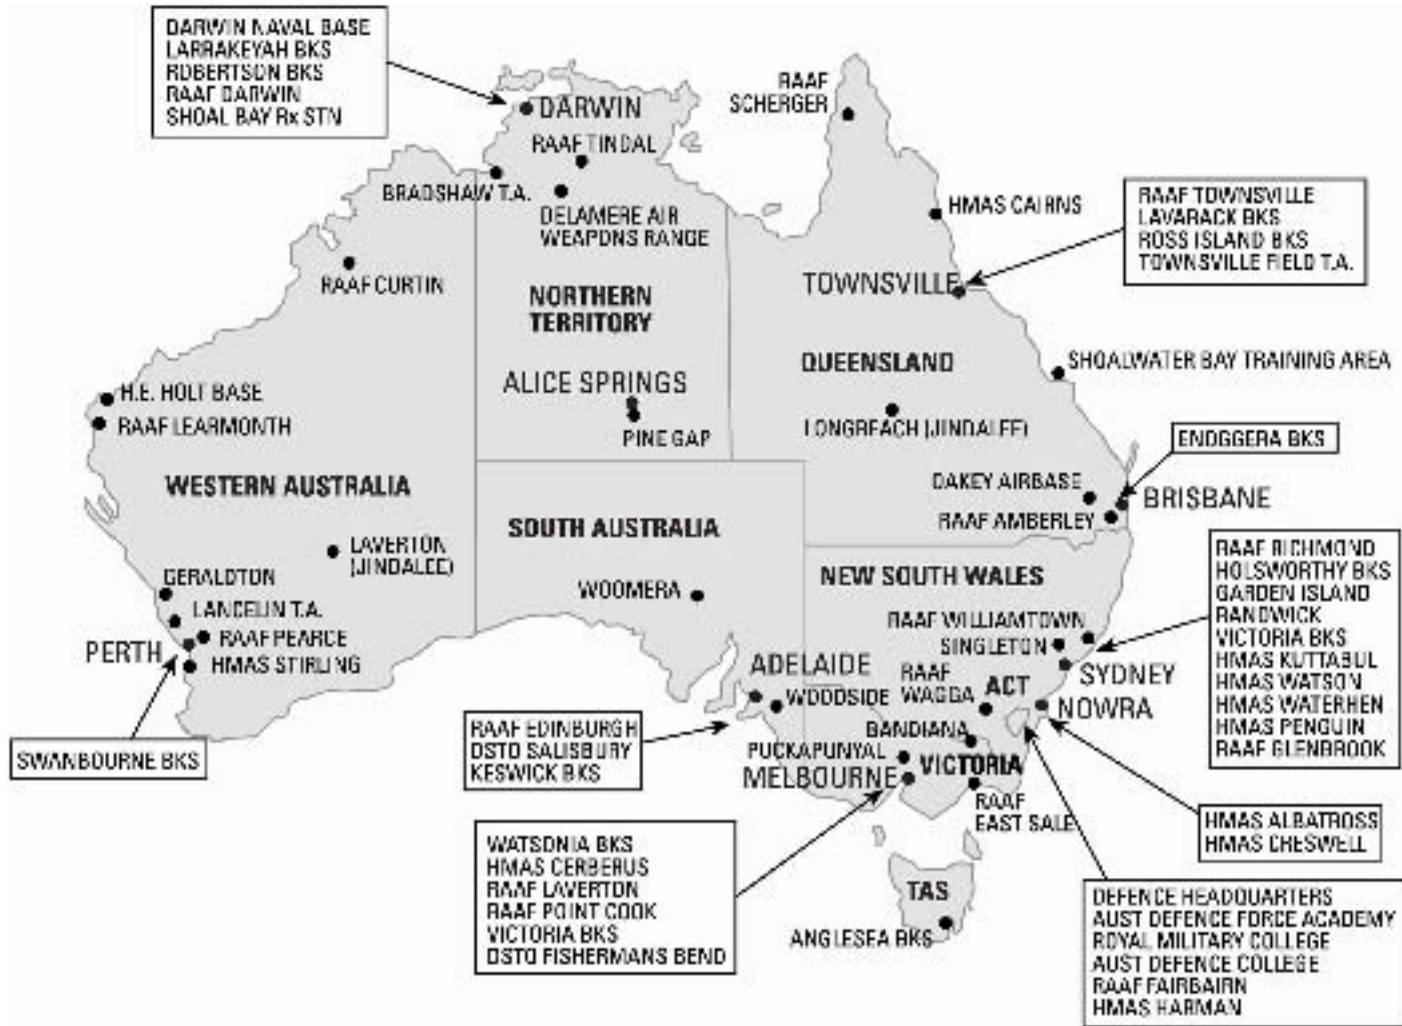 DARWIN NAVAL BASE
LARRAKEYAH BKS
ROBERTSON BKS
RAAF DARWIN
SHOAL BAY Rx STN
DARWIN
RAAF TINDAL
BRADSHAW T.A.
DELAMERE AIR
WEAPONS RANGE
RAAF
SCHERGER
HMAS CAIRNS
RAAF TOWNSVILLE
LAVARACK BKS
ROSS ISLAND BKS
TOWNSVILLE FIELD T.A.
RAAF CURTIN
NORTHERN
TERRITORY
TOWNSVILLE
QUEENSLAND
SHOALWATER BAY TRAINING AREA
H.E. HOLT BASE
RAAF LEARMONTH
ALICE SPRINGS
PINE GAP
LONGREACH (JINDALEE)
ENOGGERA BKS
WESTERN AUSTRALIA
SOUTH AUSTRALIA
OAKEY AIRBASE
BRISBANE
RAAF AMBERLEY
LAVERTON
(JINDALEE)
GERALDTON
LANCELIN T.A.
RAAF PEARCE
PERTH
HMAS STIRLING
SWANBOURNE BKS
WOOMERA
NEW SOUTH WALES
RAAF WILLIAMTOWN
SINGLETON
SYDNEY
RAAF RICHMOND
HOLSWORTHY BKS
GARDEN ISLAND
RANDWICK
VICTORIA BKS
HMAS KUTTABUL
HMAS WATSON
HMAS WATERHEN
HMAS PENGUIN
RAAF GLENBROOK
ADELAIDE
WOODSIDE
RAAF
WAGGA
ACT
NOWRA
RAAF EDINBURGH
DSTO SALISBURY
KESWICK BKS
BANDIANA
PUCKAPUNYAL
MELBOURNE
VICTORIA
RAAF
EAST SALE
HMAS ALBATROSS
HMAS CRESWELL
WATSONIA BKS
HMAS CERBERUS
RAAF LAVERTON
RAAF POINT COOK
VICTORIA BKS
DSTO FISHERMANS BEND
TAS
ANGLESEA BKS
DEFENCE HEADQUARTERS
AUST DEFENCE FORCE ACADEMY
ROYAL MILITARY COLLEGE
AUST DEFENCE COLLEGE
RAAF FAIRBAIRN
HMAS HARMAN